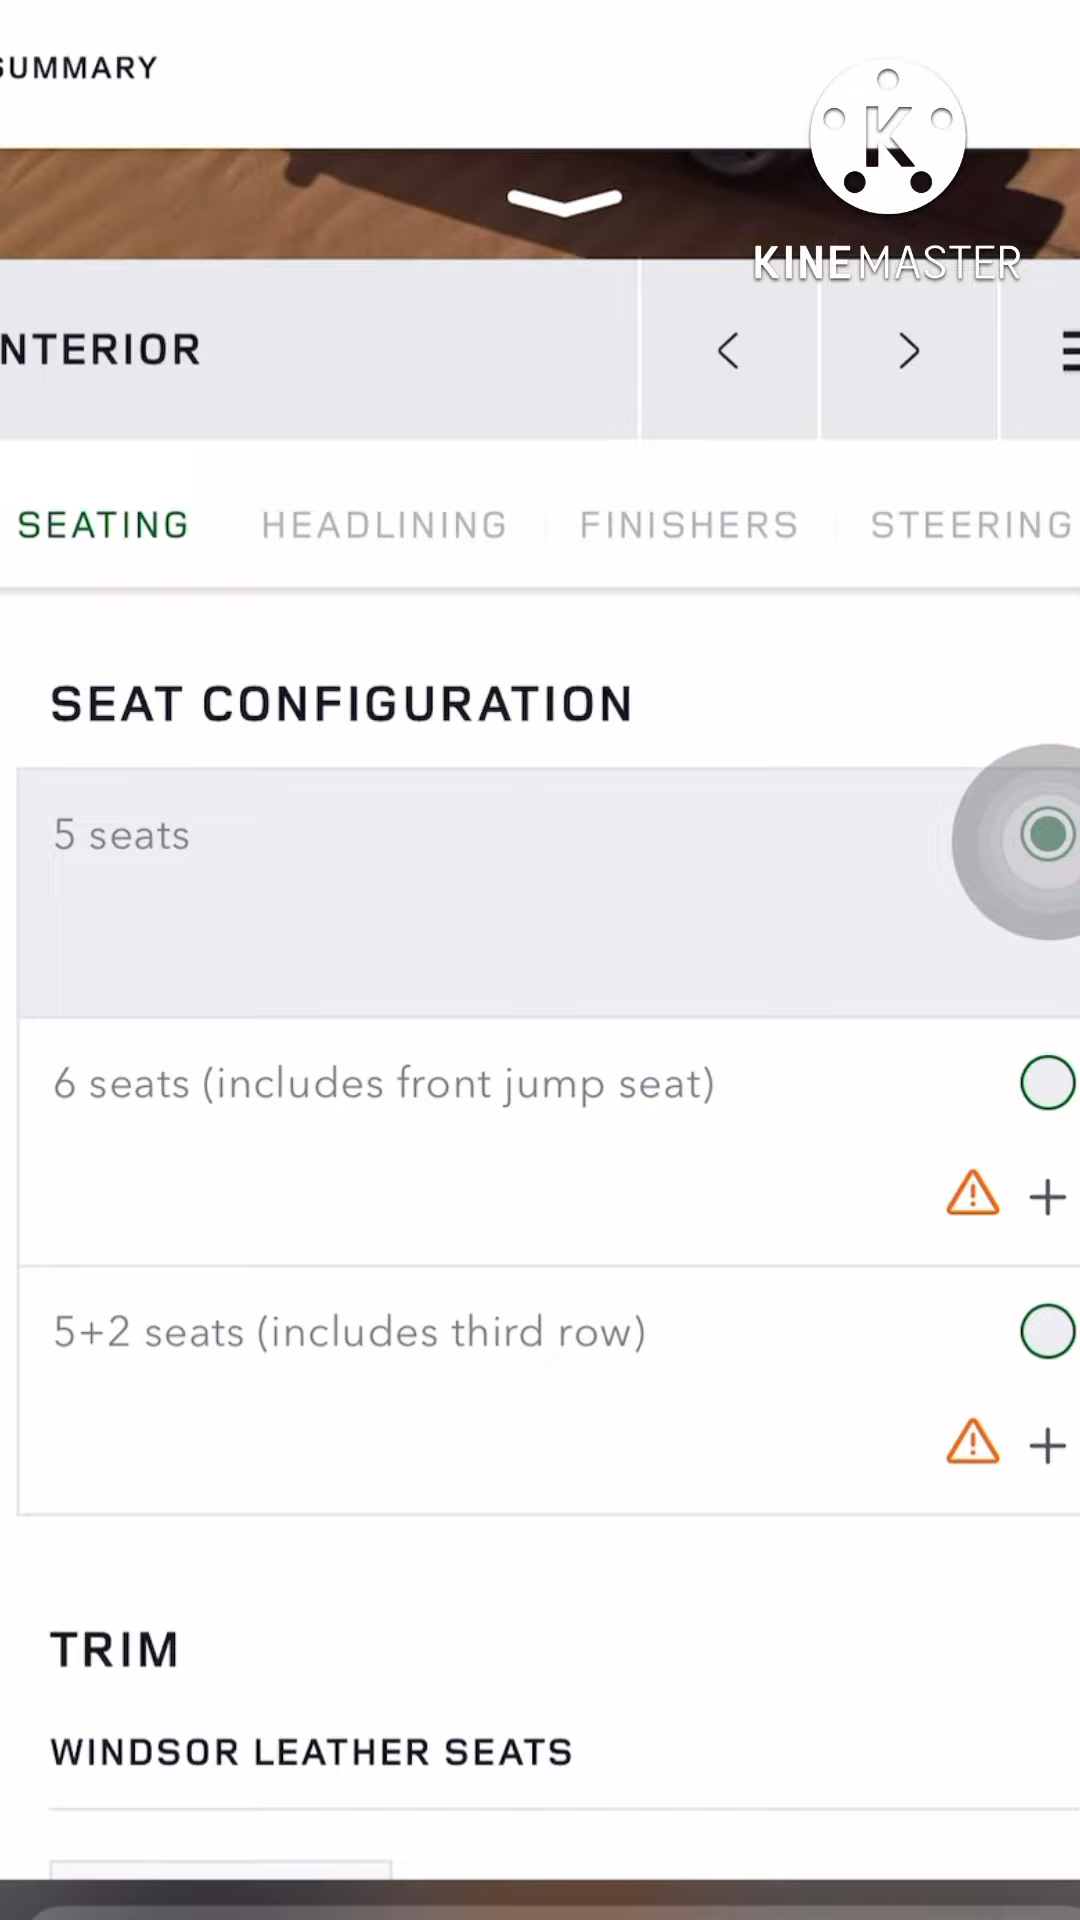 SUMMARY
K
KINEMASTER
NTERIOR
SEATING HEADLINING FINISHERS STEERING
SEAT CONFIGURATION
5 seats
6 seats (includes front jump seat)
5+2 seats (includes third row)
TRIM
WINDSOR LEATHER SEATS